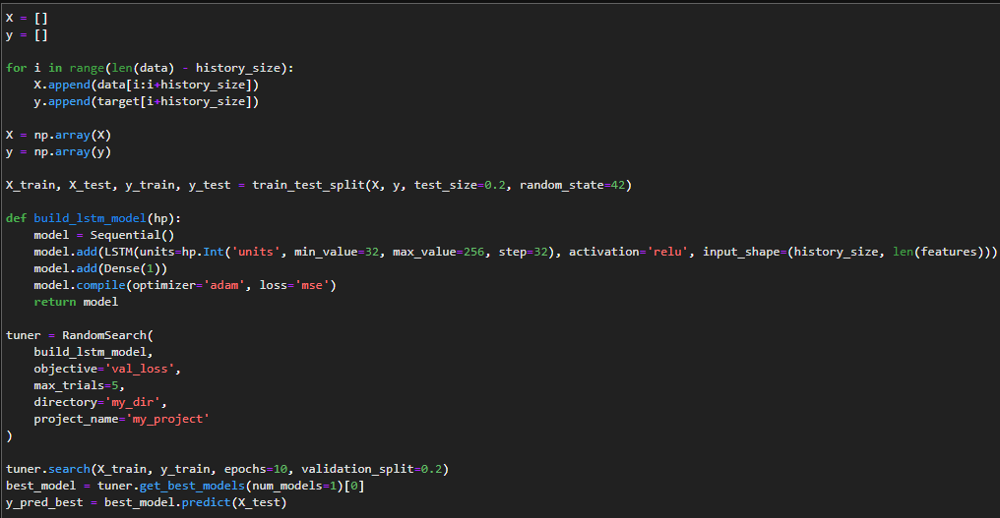 X = []
y = []
for i in range(len(data) - history_size):
    X.append(data[i:i+history_size])
    y.append(target[i+history_size])
X = np.array(X)
y = np.array(y)
X_train, X_test, y_train, y_test = train_test_split(X, y, test_size=0.2, random_state=42)
def build_lstm_model(hp):
    model = Sequential()
    model.add(LSTM(units=hp.Int('units', min_value=32, max_value=256, step=32), activation='relu', input_shape=(history_size, len(features)))
    model.add(Dense(1))
    model.compile(optimizer='adam', loss='mse')
    return model
tuner = RandomSearch(
    build_lstm_model,
    objective='val_loss',
    max_trials=5,
    directory='my_dir',
    project_name='my_project'
)
tuner.search(X_train, y_train, epochs=10, validation_split=0.2)
best_model = tuner.get_best_models(num_models=1)[0]
y_pred_best = best_model.predict(X_test)